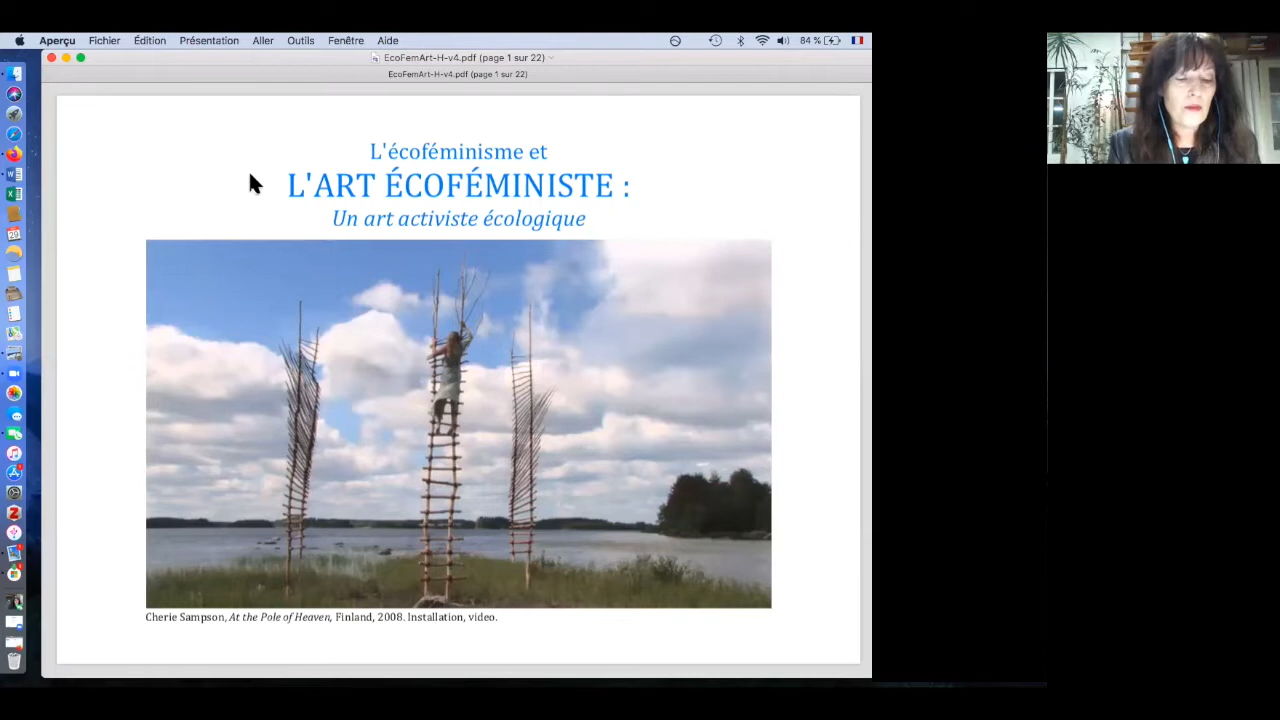 Aperçu Fichier Édition Présentation Aller Outils Fenêtre Aide 84 %
EcoFemArt-H-v4.pdf (page 1 sur 22)
EcoFemArt-H-v4.pdf (page 1 sur 22)
L'écoféminisme et
L'ART ÉCOFÉMINISTE :
Un art activiste écologique
Cherie Sampson, At the Pole of Heaven, Finland, 2008. Installation, video.